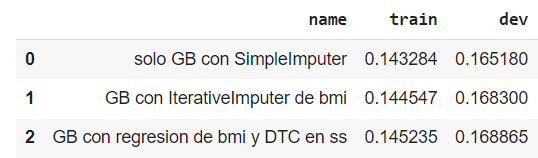 name train dev
0 solo GB con SimpleImputer 0.143284 0.165180
1 GB con IterativeImputer de bmi 0.144547 0.168300
2 GB con regresion de bmi y DTC en ss 0.145235 0.168865